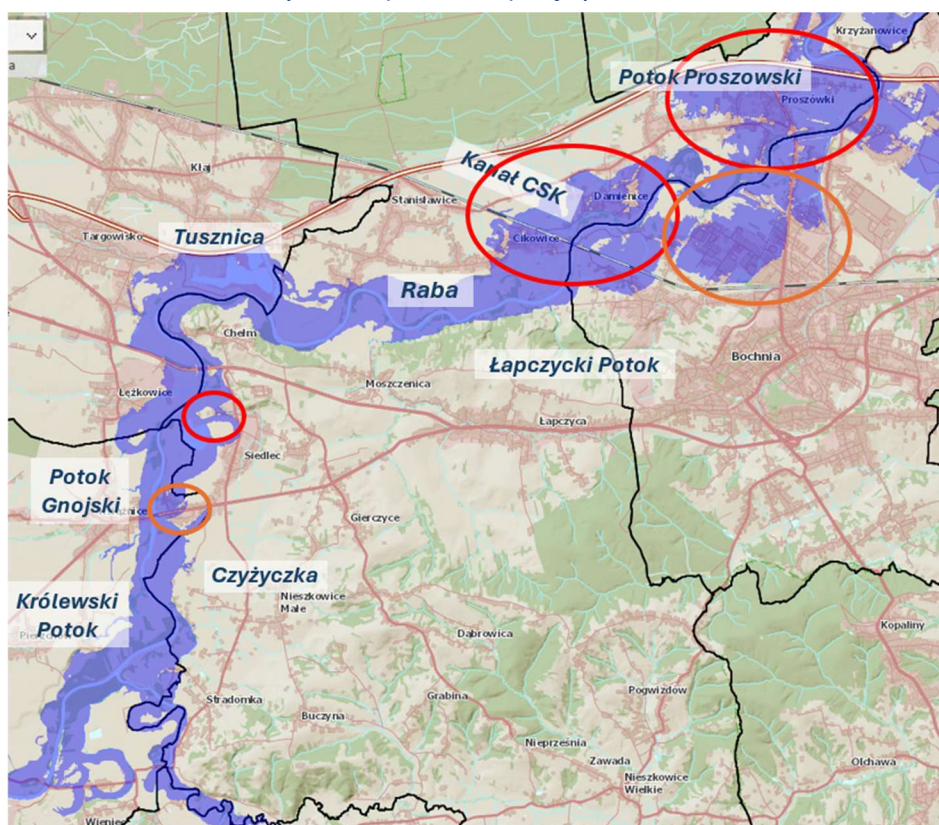 a
Krzyżanowice
Potok Proszowski
Proszówki
Kanał CSK
Kłaj
Stanisławice
Damienice
Targowisko
Tusznica
Cikowice
Raba
Chełm
Bochnia
Moszczenica
Łapczycki Potok
Łężkowice
Łapczyca
Siedlec
Potok
Gnojski
Gierczyce
Czyżyczka
Nieszkowice
Małe
Królewski
Potok
Kopaliny
Dąbrowica
Stradomka
Grabina
Pogwizdów
Buczyna
Nieprześnia
Zawada
Olchawa
Nieszkowice
Wielkie